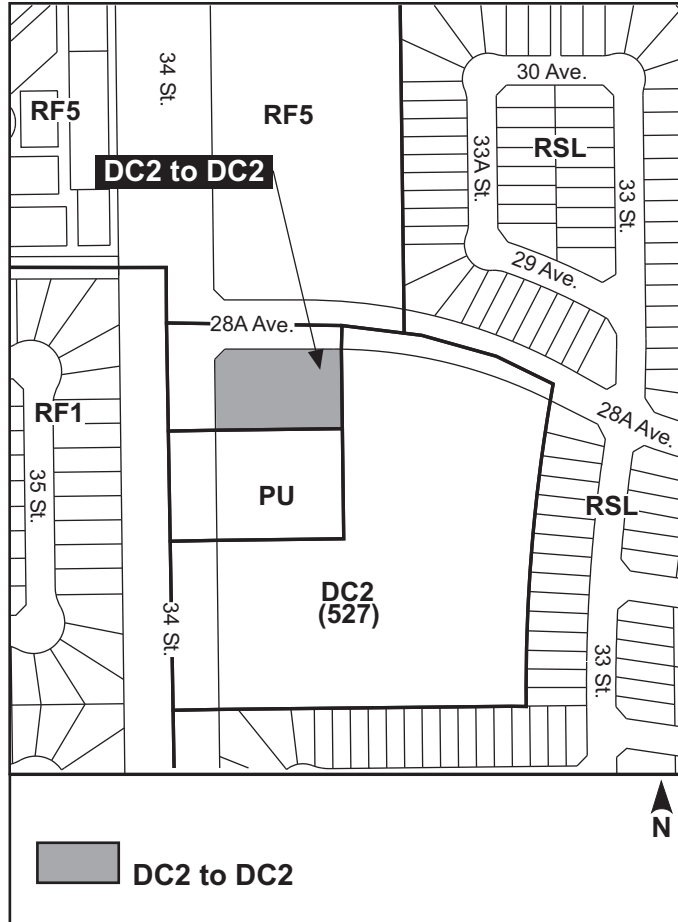 34 St.
RF5
RF5
30 Ave.
33A St.
RSL
33 St.
DC2 to DC2
29 Ave.
28A Ave.
RF1
35 St.
28A Ave.
PU
RSL
DC2
(527)
34 St.
33 St.
N
DC2 to DC2